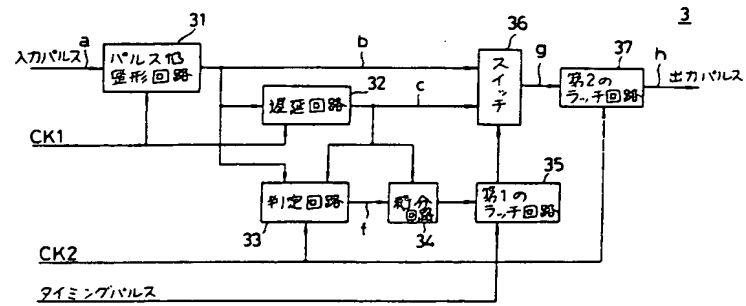 3
31
パルス幅
整形回路
入力パルス
a
b
36
スイッチ
g
37
第2の
ラッチ回路
h
出力パルス
32
遅延回路
c
CK1
35
判定回路
33
f
積分
回路
34
第1の
ラッチ回路
CK2
タイミングパルス